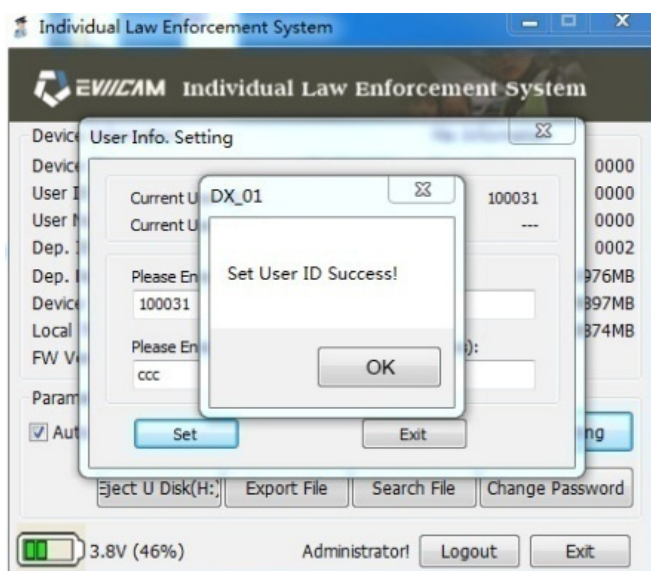 Individual Law Enforcement System
EVIICAM Individual Law Enforcement System
Device
User Info. Setting
Device 0000
User I 0000
User N 0000
Dep. I 0002
Dep. N 976MB
Device 897MB
Local 874MB
FW Ve
Current U 100031
Current U ---
DX_01
Set User ID Success!
OK
Please En
100031
Please En ):
ccc
Set Exit
Param
Aut ng
Eject U Disk(H:) Export File Search File Change Password
3.8V (46%) Administrator! Logout Exit